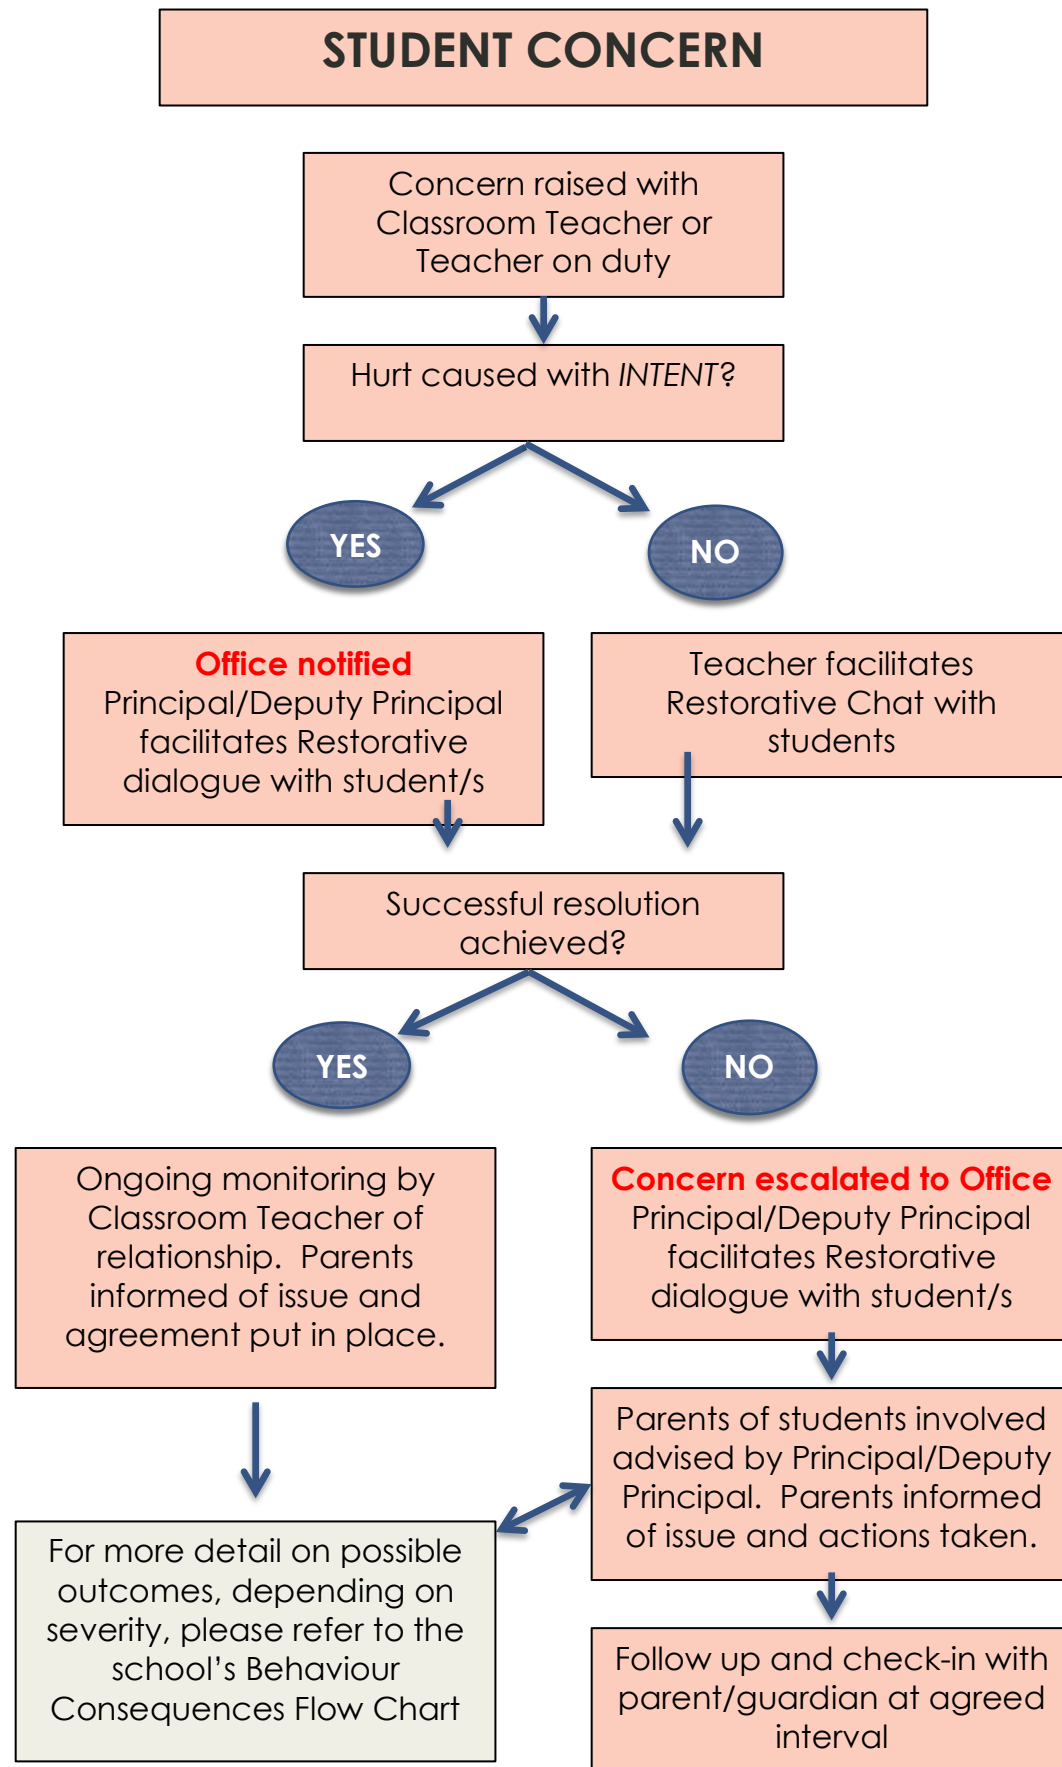 STUDENT CONCERN
Concern raised with
Classroom Teacher or
Teacher on duty
Hurt caused with INTENT?
YES
NO
Office notified
Principal/Deputy Principal
facilitates Restorative
dialogue with student/s
Teacher facilitates
Restorative Chat with
students
Successful resolution
achieved?
YES
NO
Ongoing monitoring by
Classroom Teacher of
relationship.  Parents
informed of issue and
agreement put in place.
Concern escalated to Office
Principal/Deputy Principal
facilitates Restorative
dialogue with student/s
Parents of students involved
advised by Principal/Deputy
Principal.  Parents informed
of issue and actions taken.
For more detail on possible
outcomes, depending on
severity, please refer to the
school’s Behaviour
Consequences Flow Chart
Follow up and check-in with
parent/guardian at agreed
interval